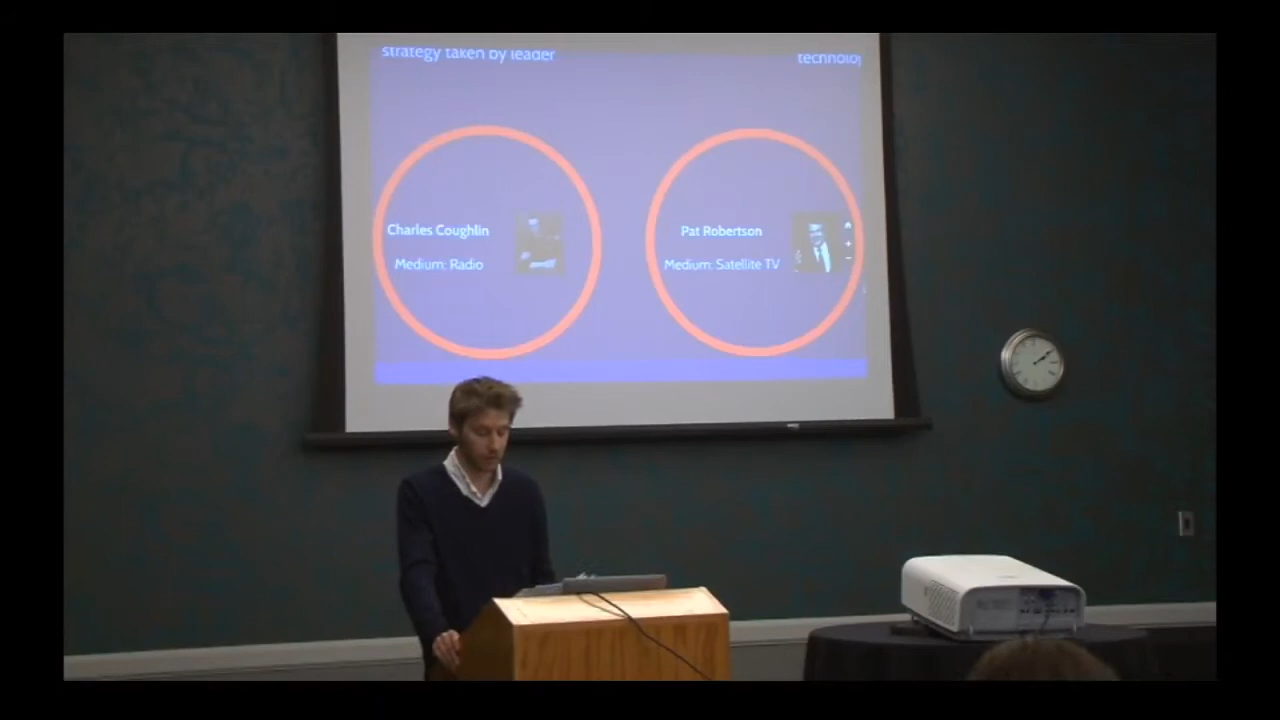 strategy taken by leader
Charles Coughlin
Medium: Radio
Pat Robertson
Medium: Satellite TV